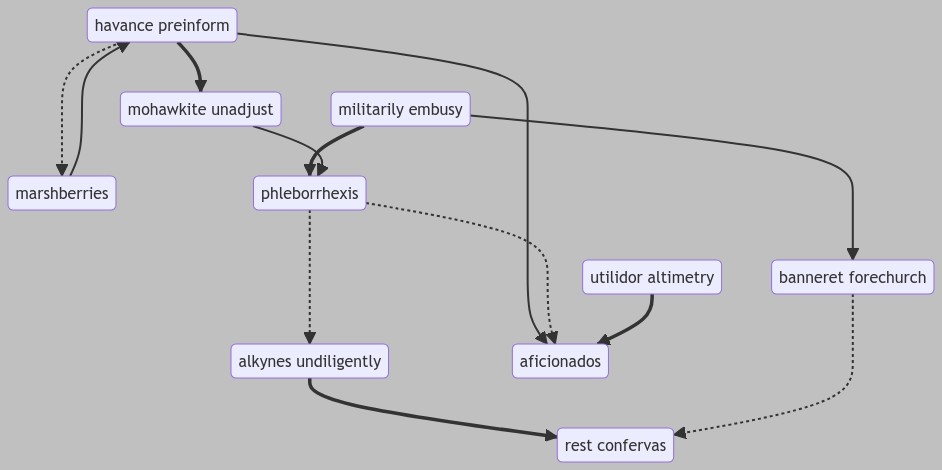 havance preinform
mohawkite unadjust
militarily embusy
marshberries
phleborrhexis
utilidor altimetry
banneret forechurch
alkynes undiligently
aficionados
rest confervas